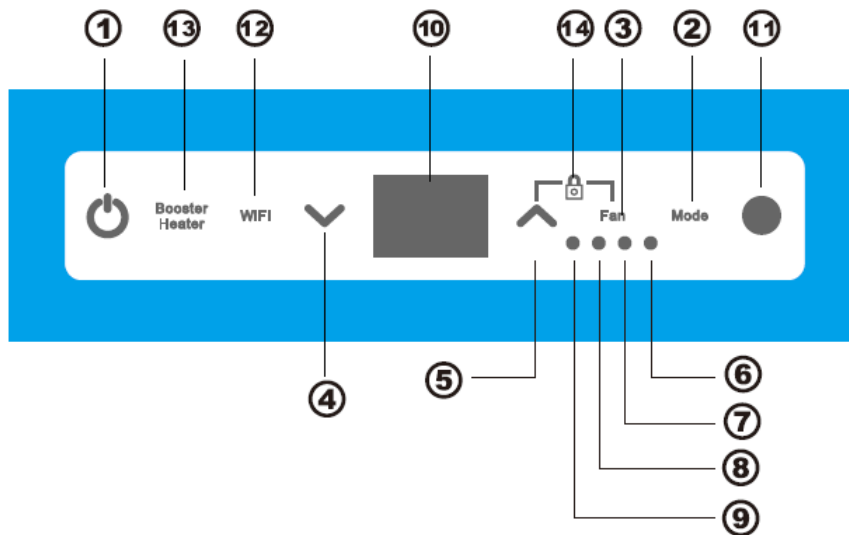 ① ⑬ ⑫ ⑩ ⑭ ③ ② ⑪
Booster
Heater
WIFI
Fan
Mode
④ ⑤ ⑥
⑦
⑧
⑨